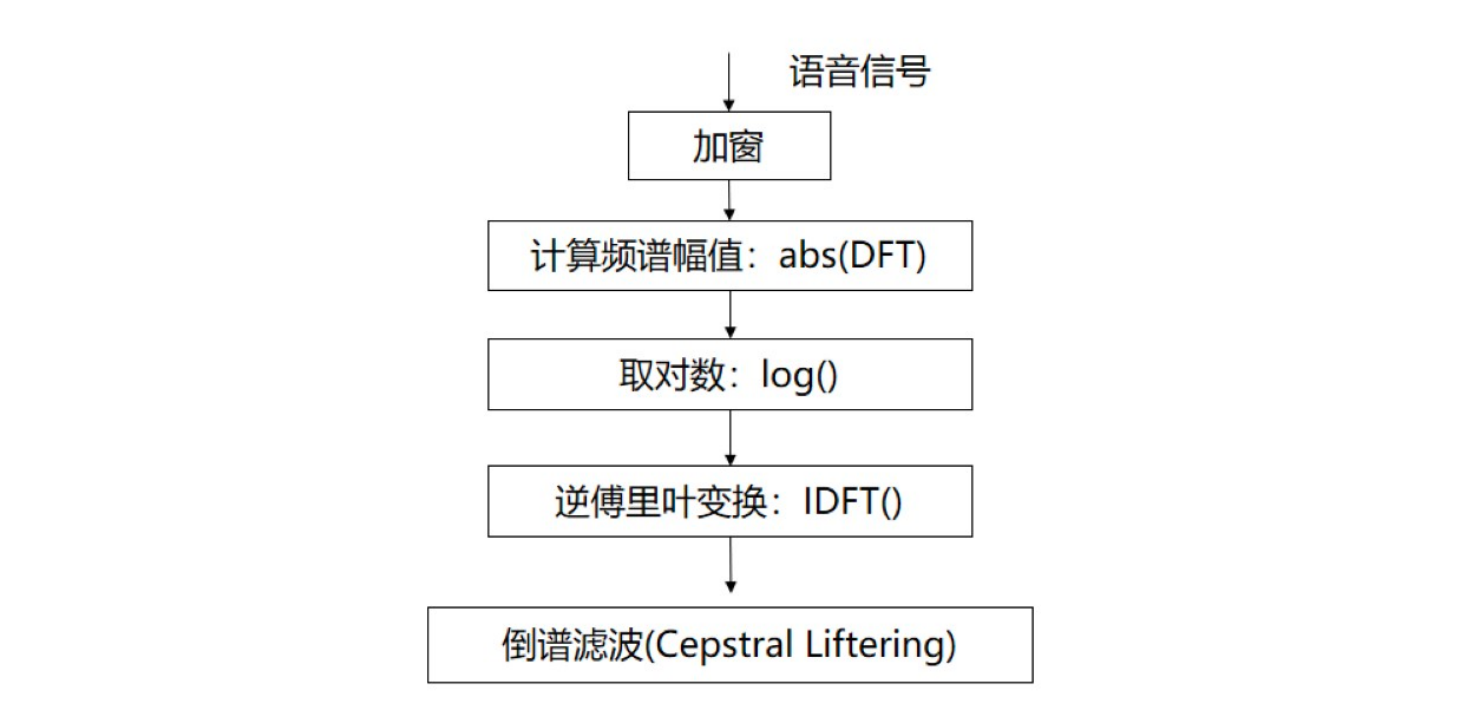 语音信号
加窗
计算频谱幅值：abs(DFT)
取对数：log()
逆傅里叶变换：IDFT()
倒谱滤波(Cepstral Liftering)